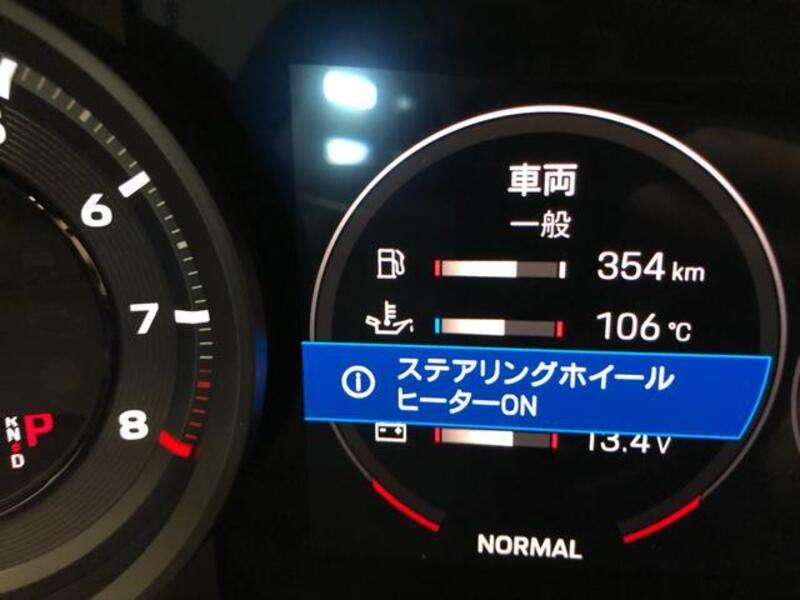 6
7
8
N
P
D
車両
一般
354 km
106 ℃
ステアリングホイール
ヒーターON
13.4V
NORMAL